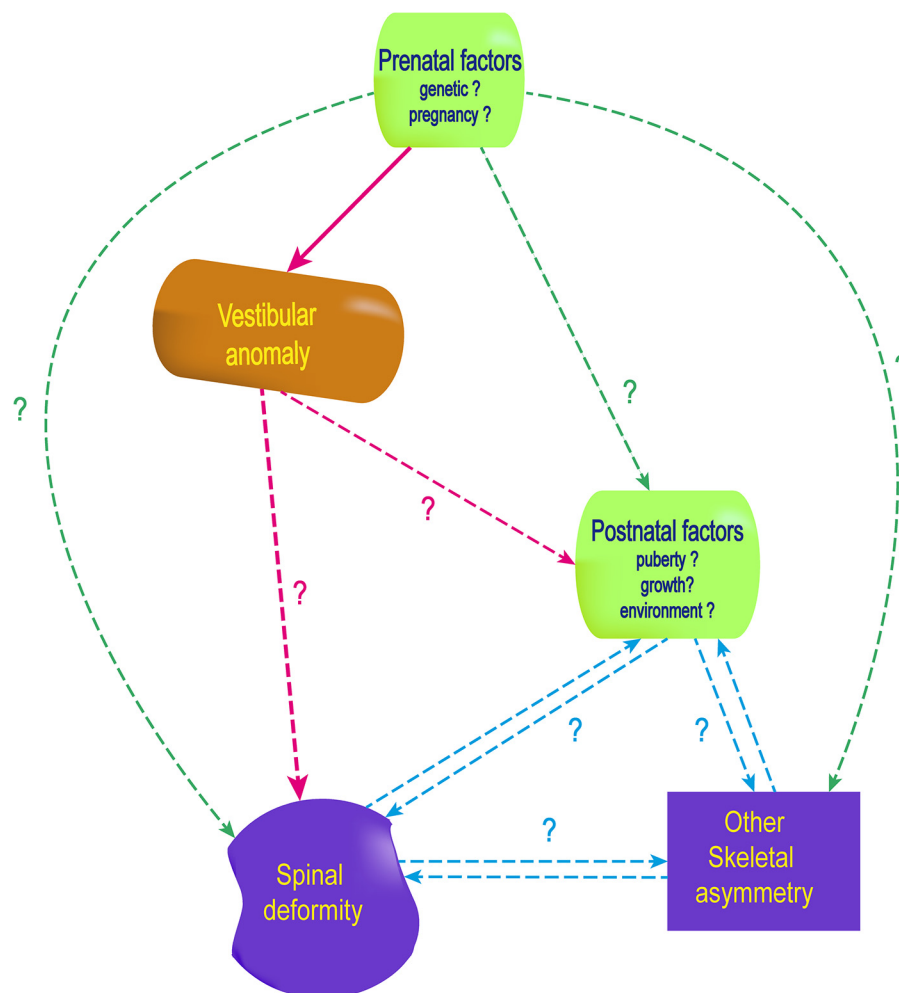 Prenatal factors
genetic ?
pregnancy ?
Vestibular
anomaly
?
?
?
?
?
Postnatal factors
puberty ?
growth?
environment ?
?
?
?
Spinal
deformity
Other
Skeletal
asymmetry